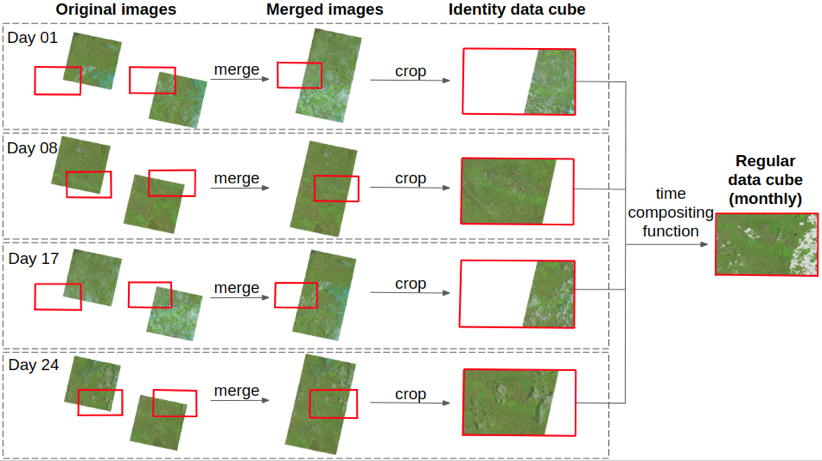 Original images
Merged images
Identity data cube
Day 01
merge
crop
Day 08
merge
crop
Regular
data cube
(monthly)
time
compositing
function
Day 17
merge
crop
Day 24
merge
crop